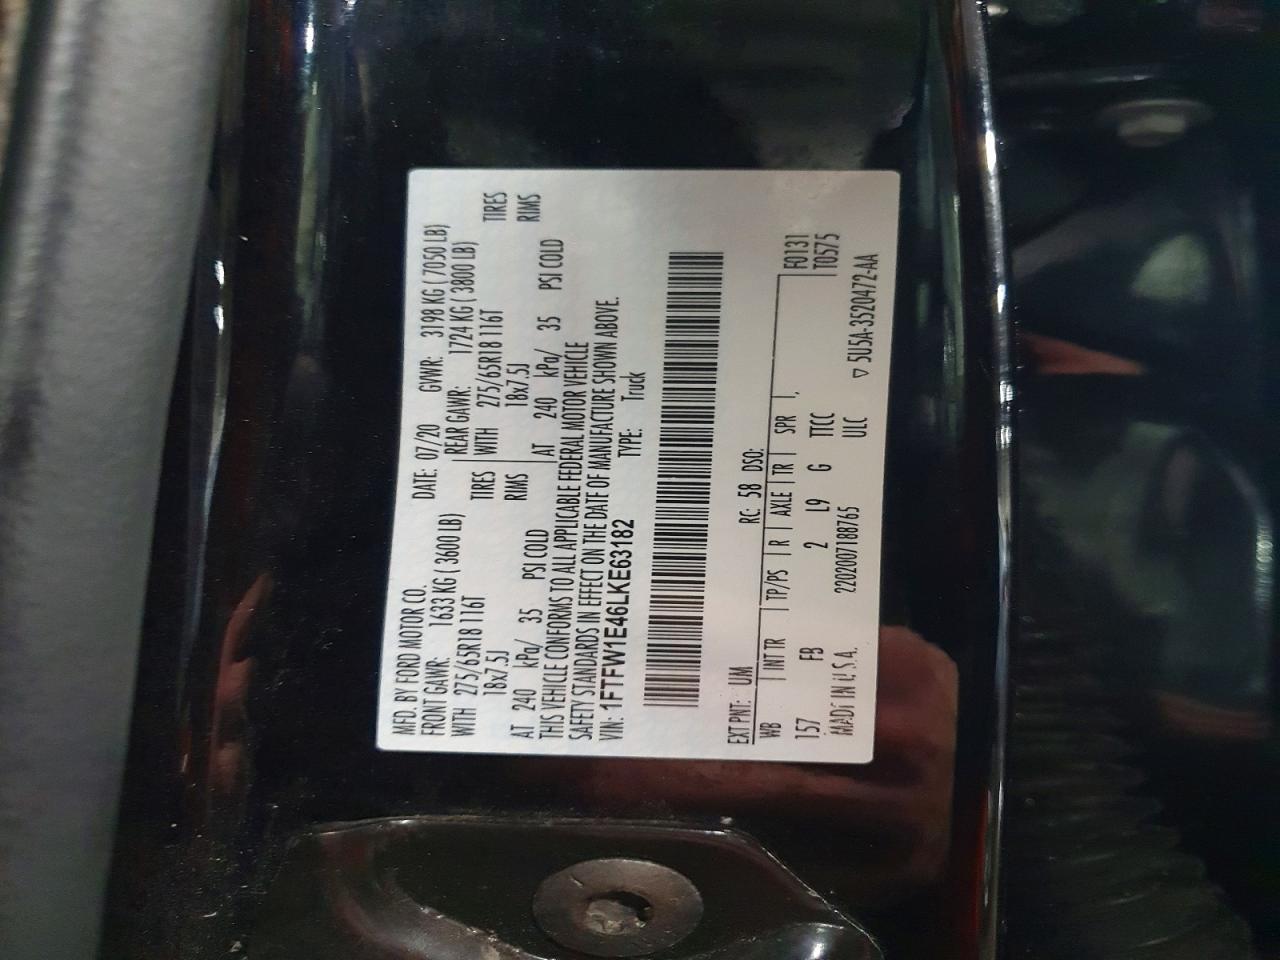 MFD. BY FORD MOTOR CO.
DATE: 07/20 GVWR: 3198 KG ( 7050 LB)
FRONT GAWR: 1633 KG ( 3600 LB) REAR GAWR: 1724 KG ( 3800 LB)
WITH 275/65R18 116T TIRES WITH 275/65R18 116T TIRES
18x7.5J RIMS 18x7.5J RIMS
AT 240 kPa/ 35 PSI COLD AT 240 kPa/ 35 PSI COLD
THIS VEHICLE CONFORMS TO ALL APPLICABLE FEDERAL MOTOR VEHICLE
SAFETY STANDARDS IN EFFECT ON THE DATE OF MANUFACTURE SHOWN ABOVE.
VIN: 1FTFW1E46LKE63182 TYPE: Truck
EXT PNT: UM RC: 58 DSO:
WB INT TR TP/PS R AXLE TR SPR F0131
157 FB 2 L9 G TTCC T0575
MADE IN U.S.A. 2202007188765 ULC ▽ 5U5A-3520472-AA